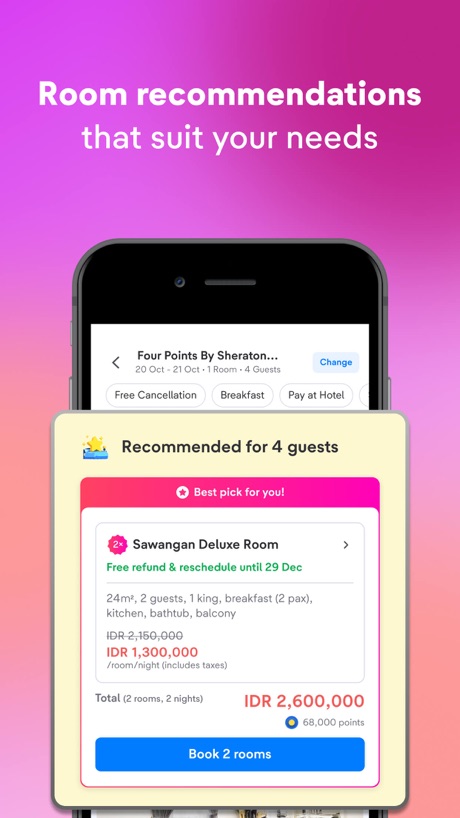 Room recommendations
that suit your needs
Four Points By Sheraton...
20 Oct - 21 Oct • 1 Room • 4 Guests
Change
Free Cancellation
Breakfast
Pay at Hotel
Recommended for 4 guests
Best pick for you!
2×
Sawangan Deluxe Room
Free refund & reschedule until 29 Dec
24m², 2 guests, 1 king, breakfast (2 pax),
kitchen, bathtub, balcony
IDR 2,150,000
IDR 1,300,000
/room/night (includes taxes)
Total (2 rooms, 2 nights)
IDR 2,600,000
68,000 points
Book 2 rooms